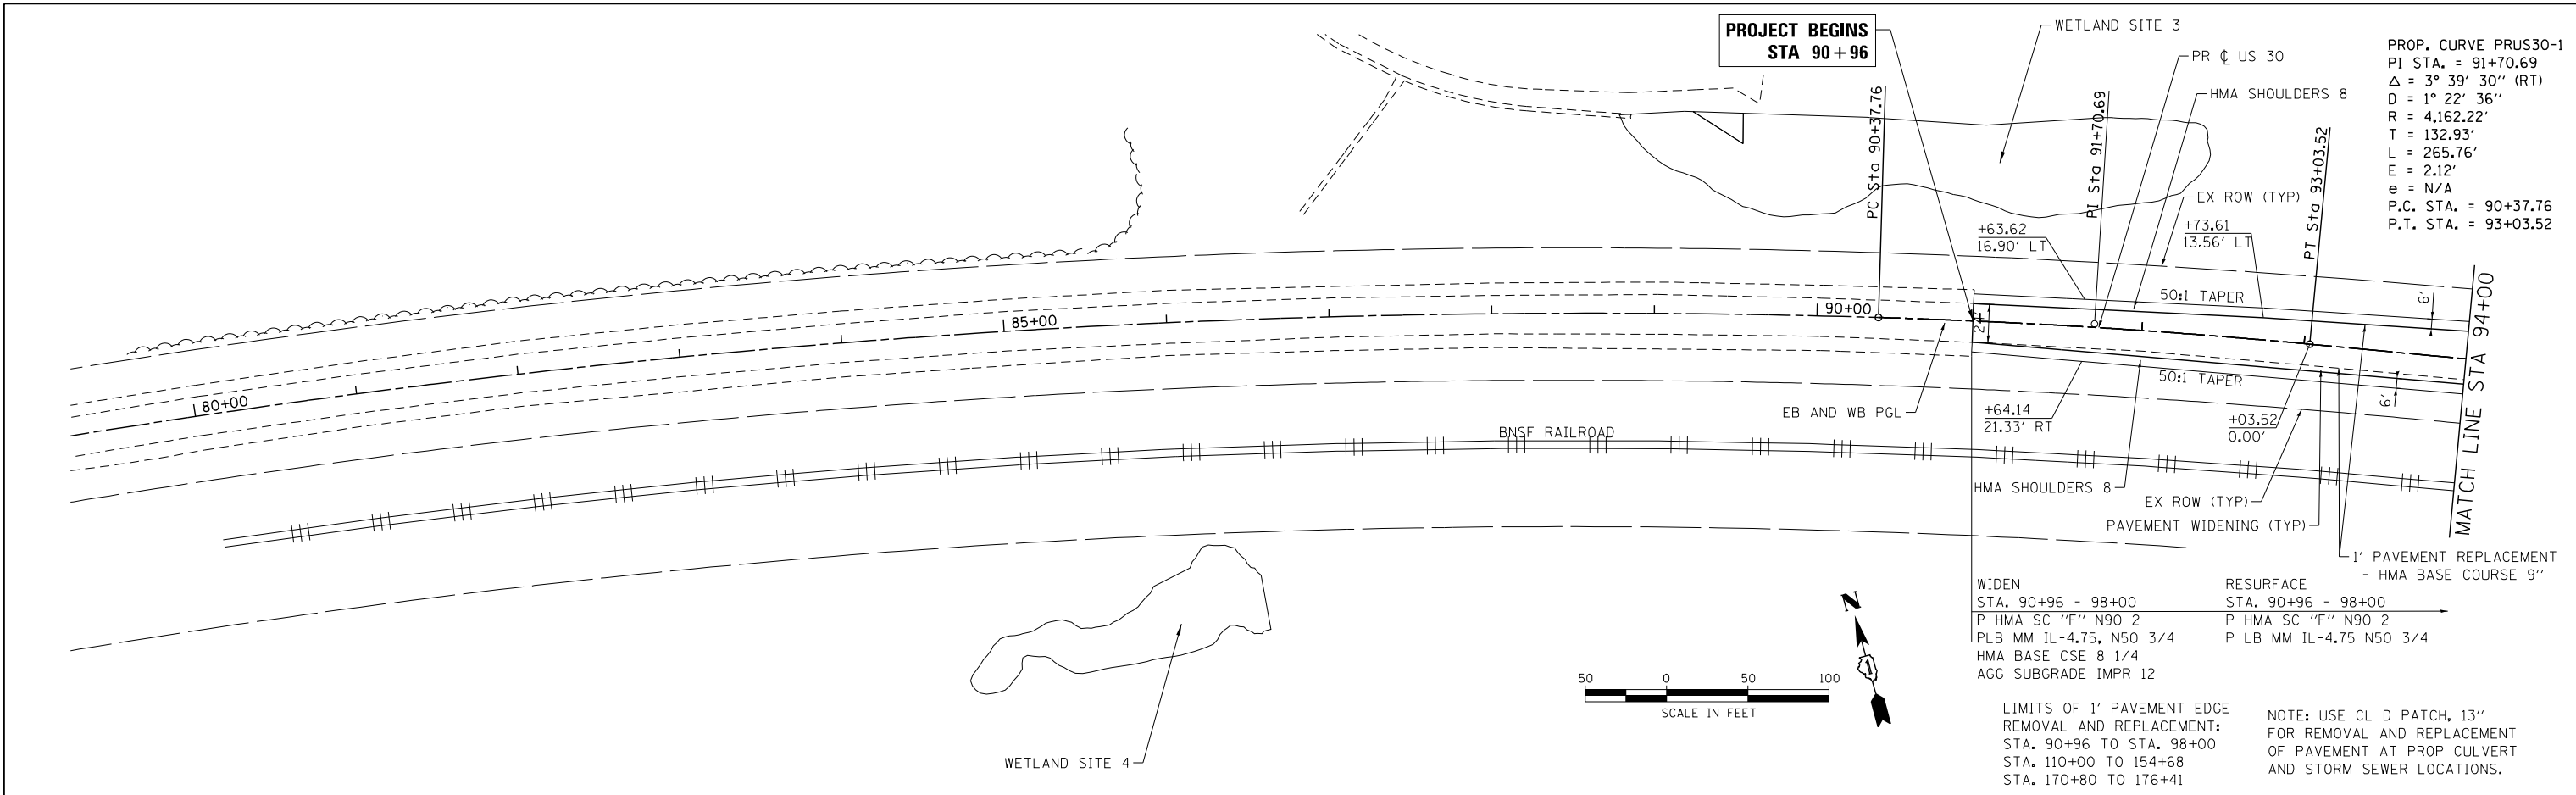 PROJECT BEGINS
STA 90+96
WETLAND SITE 3
PR ℄ US 30
HMA SHOULDERS 8
EX ROW (TYP)
PROP. CURVE PRUS30-1
PI STA. = 91+70.69
Δ = 3° 39' 30" (RT)
D = 1° 22' 36"
R = 4,162.22'
T = 132.93'
L = 265.76'
E = 2.12'
e = N/A
P.C. STA. = 90+37.76
P.T. STA. = 93+03.52
PC Sta 90+37.76
PI Sta 91+70.69
PT Sta 93+03.52
+63.62
16.90' LT
+73.61
13.56' LT
50:1 TAPER
6'
80+00
85+00
90+00
50:1 TAPER
6'
MATCH LINE STA 94+00
EB AND WB PGL
+64.14
21.33' RT
+03.52
0.00'
BNSF RAILROAD
HMA SHOULDERS 8
EX ROW (TYP)
PAVEMENT WIDENING (TYP)
1' PAVEMENT REPLACEMENT
- HMA BASE COURSE 9"
WIDEN
STA. 90+96 - 98+00
P HMA SC "F" N90 2
PLB MM IL-4.75, N50 3/4
HMA BASE CSE 8 1/4
AGG SUBGRADE IMPR 12
RESURFACE
STA. 90+96 - 98+00
P HMA SC "F" N90 2
P LB MM IL-4.75 N50 3/4
N
1
50 0 50 100
SCALE IN FEET
WETLAND SITE 4
LIMITS OF 1' PAVEMENT EDGE
REMOVAL AND REPLACEMENT:
STA. 90+96 TO STA. 98+00
STA. 110+00 TO 154+68
STA. 170+80 TO 176+41
NOTE: USE CL D PATCH, 13"
FOR REMOVAL AND REPLACEMENT
OF PAVEMENT AT PROP CULVERT
AND STORM SEWER LOCATIONS.